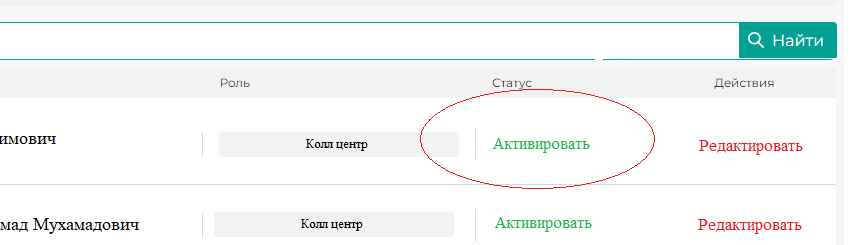 Найти
Роль Статус Действия
имович Колл центр Активировать Редактировать
мад Мухамадович Колл центр Активировать Редактировать